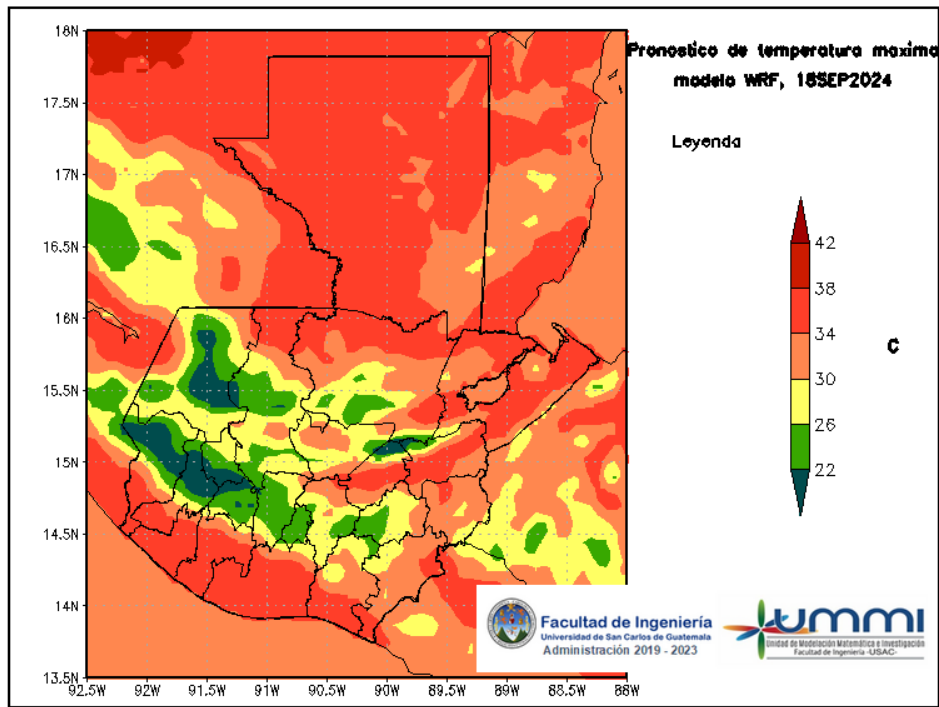 Pronostico de temperatura maxima
modelo WRF, 18SEP2024
Leyenda
18N
17.5N
17N
16.5N
16N
15.5N
15N
14.5N
14N
13.5N
92.5W
92W
91.5W
91W
90.5W
90W
89.5W
89W
88.5W
88W
42
38
34
30
26
22
C
Facultad de Ingeniería
Universidad de San Carlos de Guatemala
Administración 2019 - 2023
ummi
Unidad de Modelación Matemática e Investigación
Facultad de Ingeniería -USAC-